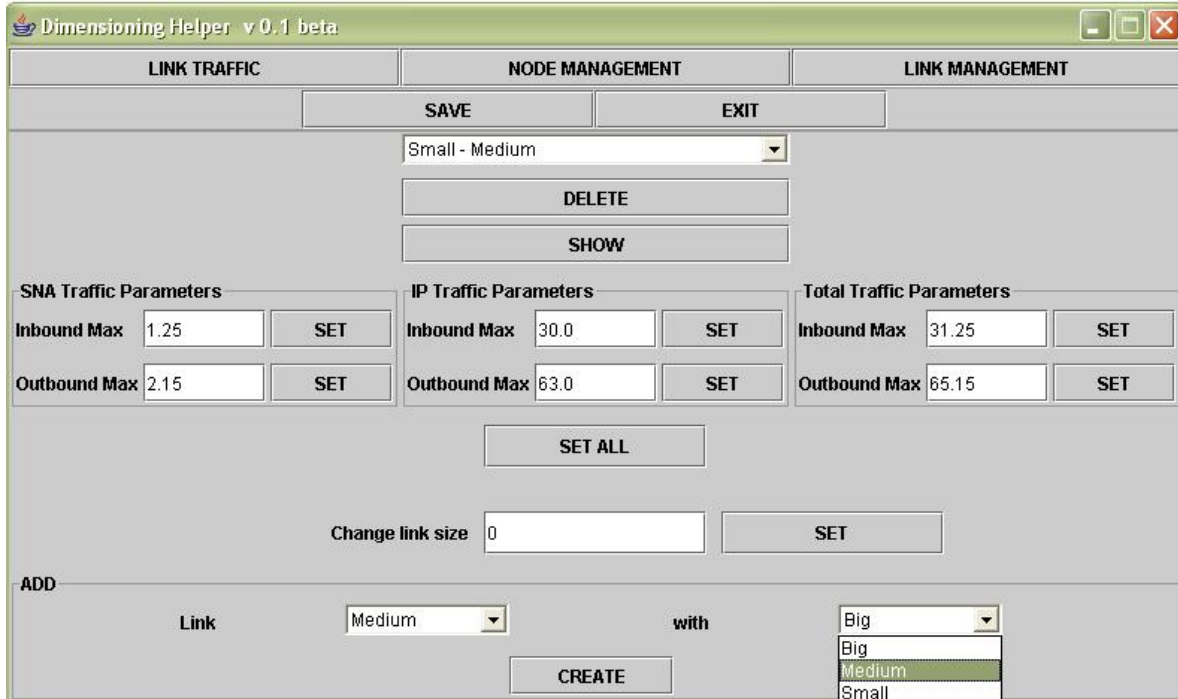 Dimensioning Helper v 0.1 beta
LINK TRAFFIC NODE MANAGEMENT LINK MANAGEMENT
SAVE EXIT
Small - Medium
DELETE
SHOW
SNA Traffic Parameters IP Traffic Parameters Total Traffic Parameters
Inbound Max 1.25 SET Inbound Max 30.0 SET Inbound Max 31.25 SET
Outbound Max 2.15 SET Outbound Max 63.0 SET Outbound Max 65.15 SET
SET ALL
Change link size 0 SET
ADD
Link Medium with Big
Big
Medium
CREATE
Small